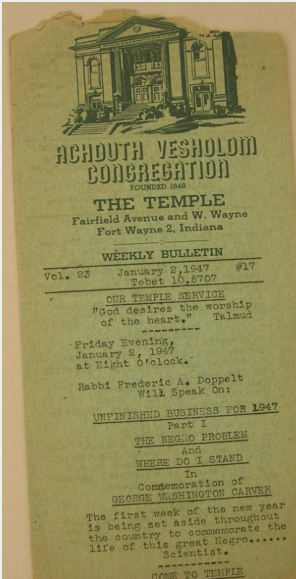 ACHDUTH VESHOLOM
CONGREGATION
FOUNDED 1848
THE TEMPLE
Fairfield Avenue and W. Wayne
Fort Wayne 2, Indiana
WEEKLY BULLETIN
Vol. 23 January 2,1947 #17
Tebet 10,5707
OUR TEMPLE SERVICE
"God desires the worship
of the heart." Talmud
----------
Friday Evening,
January 2, 1947
at Eight O'clock.
Rabbi Frederic A. Doppelt
Will Speak On:
UNFINISHED BUSINESS FOR 1947
Part I
THE NEGRO PROBLEM
And
WHERE DO I STAND
In
Commemoration of
GEORGE WASHINGTON CARVER
The first week of the new year
is being set aside throughout
the country to commemorate the
life of this great Negro......
Scientist.
----------
COME TO TEMPLE